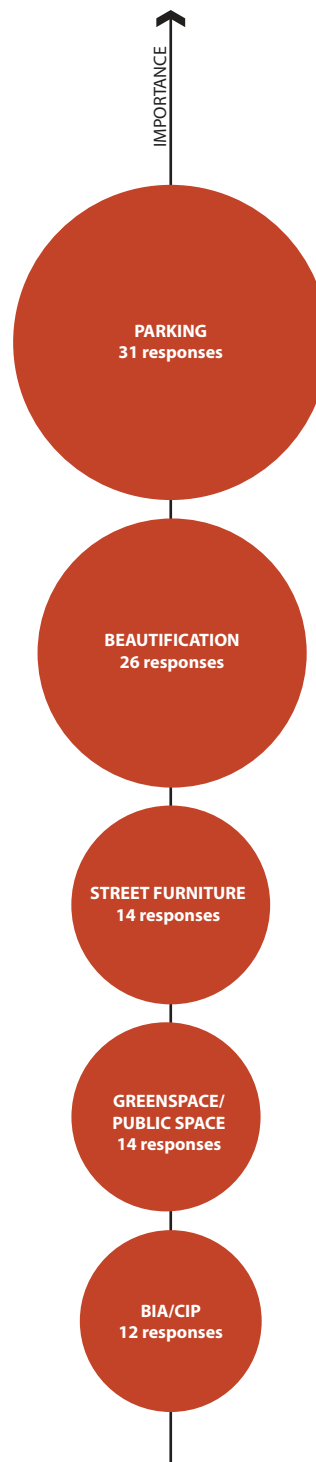 IMPORTANCE
PARKING
31 responses
BEAUTIFICATION
26 responses
STREET FURNITURE
14 responses
GREENSPACE/
PUBLIC SPACE
14 responses
BIA/CIP
12 responses